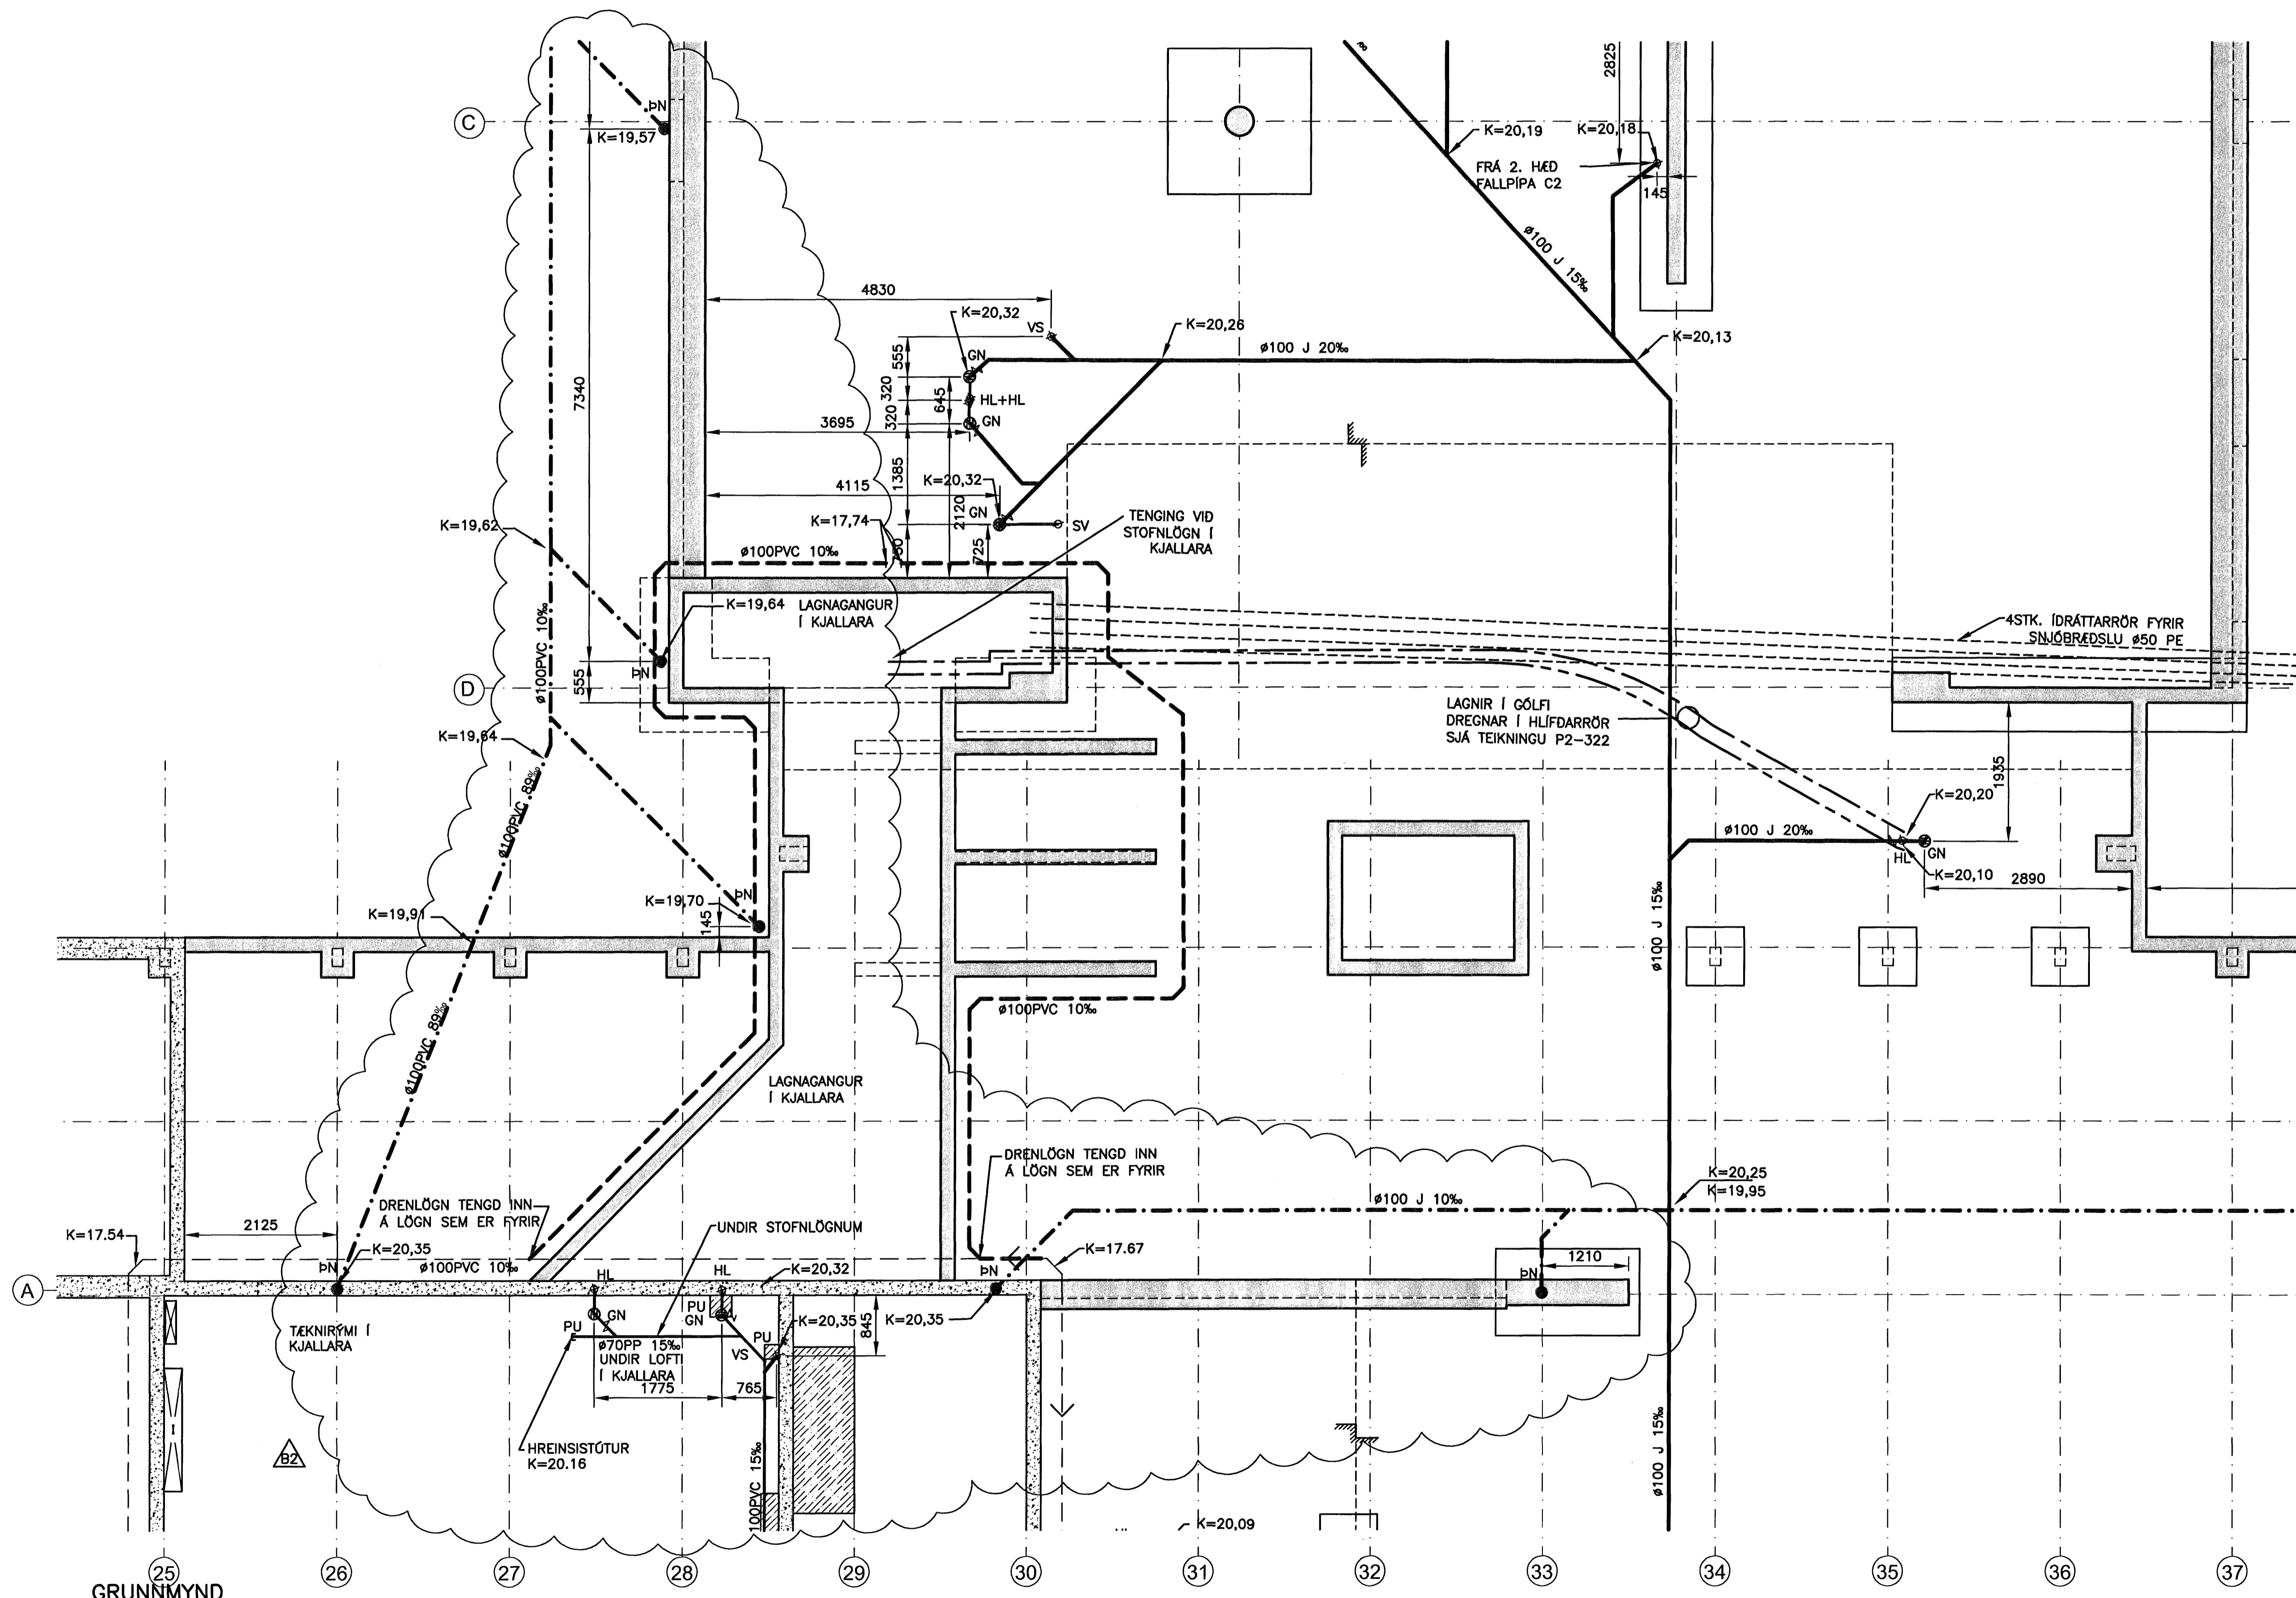 C
ÞN
K=19,57
7340
2825
K=20,19
K=20,18
FRÁ 2. HÆÐ
FALLPÍPA C2
145
ø100 J 15‰
4830
K=20,32
VS
K=20,26
GN
ø100 J 20‰
K=20,13
555
320
645
HL+HL
320
GN
3695
1385
K=20,32
4115
2120
GN
SV
K=19,62
K=17,74
TENGING VIÐ
STOFNLÖGN Í
KJALLARA
ø100PVC 10‰
725
ø100PVC 10‰
K=19,64
LAGNAGANGUR
Í KJALLARA
4STK. ÍDRÁTTARRÖR FYRIR
SNJÓBRÆÐSLU ø50 PE
ÞN
D
555
LAGNIR Í GÓLFI
DREGNAR Í HLÍFÐARRÖR
SJÁ TEIKNINGU P2-322
K=19,64
1935
ø100PVC 89‰
K=20,20
ø100 J 20‰
HL
GN
K=20,10
2890
ÞN
K=19,70
145
K=19,91
ø100 J 15‰
ø100PVC 10‰
ø100PVC 89‰
LAGNAGANGUR
Í KJALLARA
DRENLÖGN TENGD INN
Á LÖGN SEM ER FYRIR
K=20,25
K=19,95
ø100 J 10‰
DRENLÖGN TENGD INN
Á LÖGN SEM ER FYRIR
UNDIR STOFNLÖGNUM
2125
K=17.54
K=20,35
K=17.67
ÞN
ø100PVC 10‰
HL
HL
K=20,32
ÞN
ÞN
1210
A
GN
PU
GN
K=20,35
845
K=20,35
TÆKNIRÝMI Í
KJALLARA
PU
PU
VS
ø70PP 15‰
UNDIR LOFTI
Í KJALLARA
1775
765
HREINSISTÚTUR
K=20.16
B2
100PVC 15‰
ø100 J 15‰
K=20,09
25
26
27
28
29
30
31
32
33
34
35
36
37
GRUNNMYND